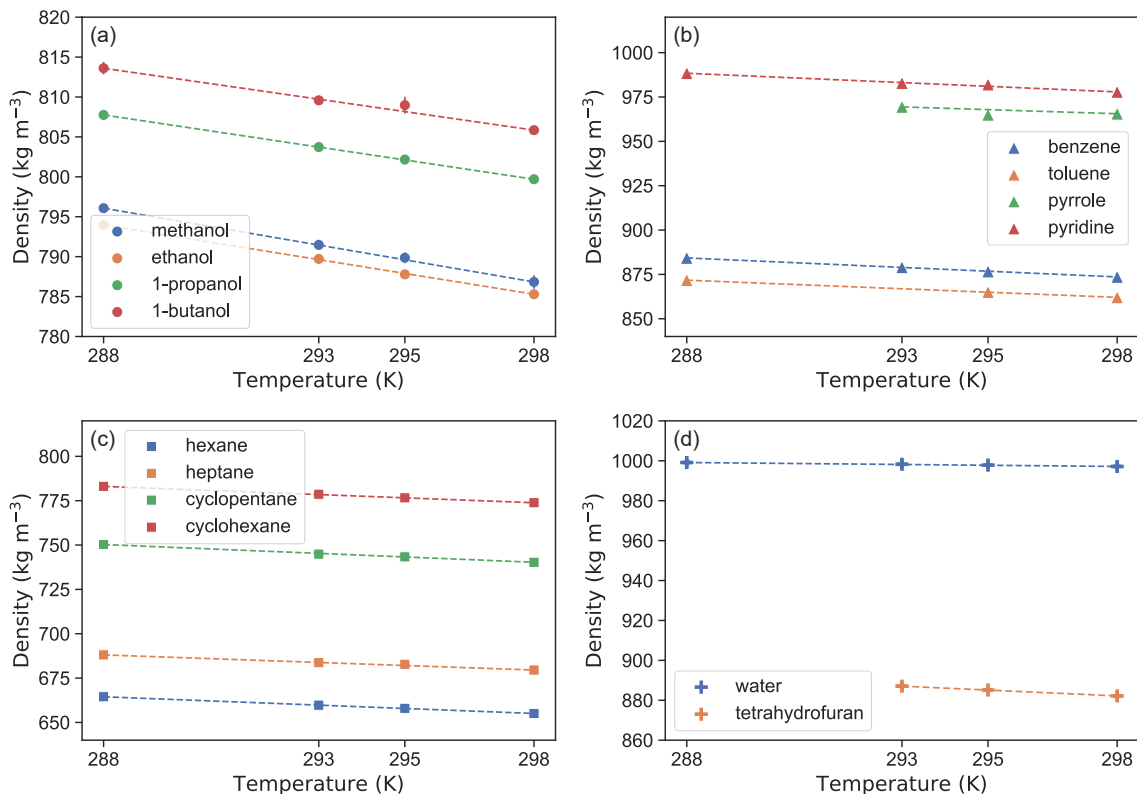 (a)
Density (kg m⁻³)
820
815
810
805
800
795
790
785
780
methanol
ethanol
1-propanol
1-butanol
288
293
295
298
Temperature (K)
(b)
Density (kg m⁻³)
1000
975
950
925
900
875
850
benzene
toluene
pyrrole
pyridine
288
293
295
298
Temperature (K)
(c)
Density (kg m⁻³)
800
775
750
725
700
675
650
hexane
heptane
cyclopentane
cyclohexane
288
293
295
298
Temperature (K)
(d)
Density (kg m⁻³)
1020
1000
980
960
940
920
900
880
860
water
tetrahydrofuran
288
293
295
298
Temperature (K)